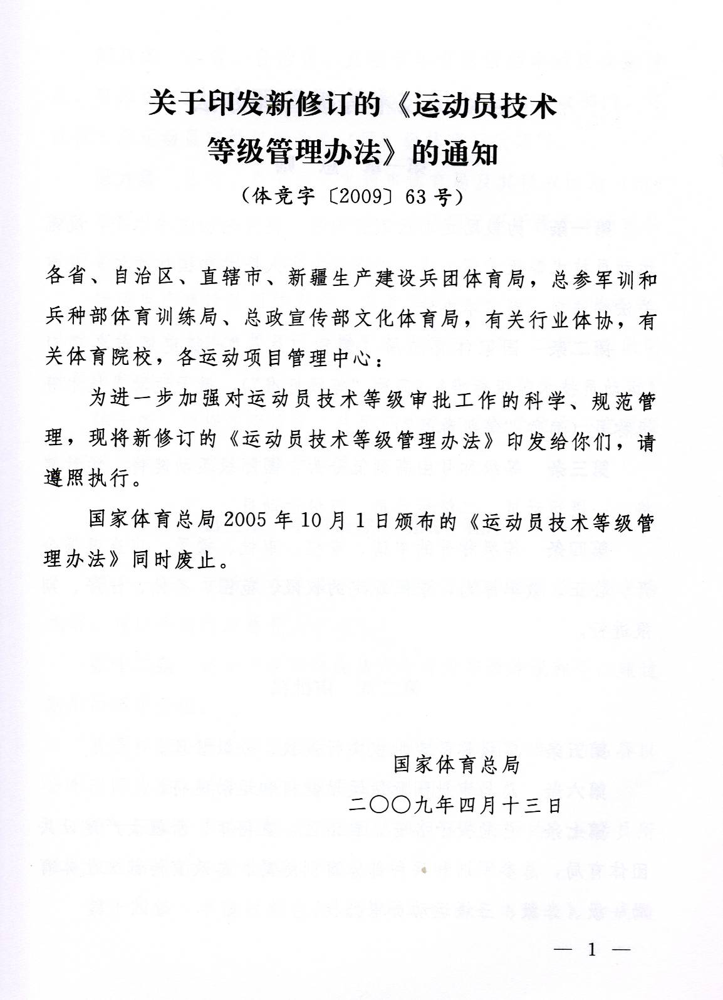 关于印发新修订的《运动员技术
等级管理办法》的通知
（体竞字〔2009〕63号）
各省、自治区、直辖市、新疆生产建设兵团体育局，总参军训和
兵种部体育训练局、总政宣传部文化体育局，有关行业体协，有
关体育院校，各运动项目管理中心：
为进一步加强对运动员技术等级审批工作的科学、规范管
理，现将新修订的《运动员技术等级管理办法》印发给你们，请
遵照执行。
国家体育总局2005年10月1日颁布的《运动员技术等级管
理办法》同时废止。
国家体育总局
二〇〇九年四月十三日
— 1 —